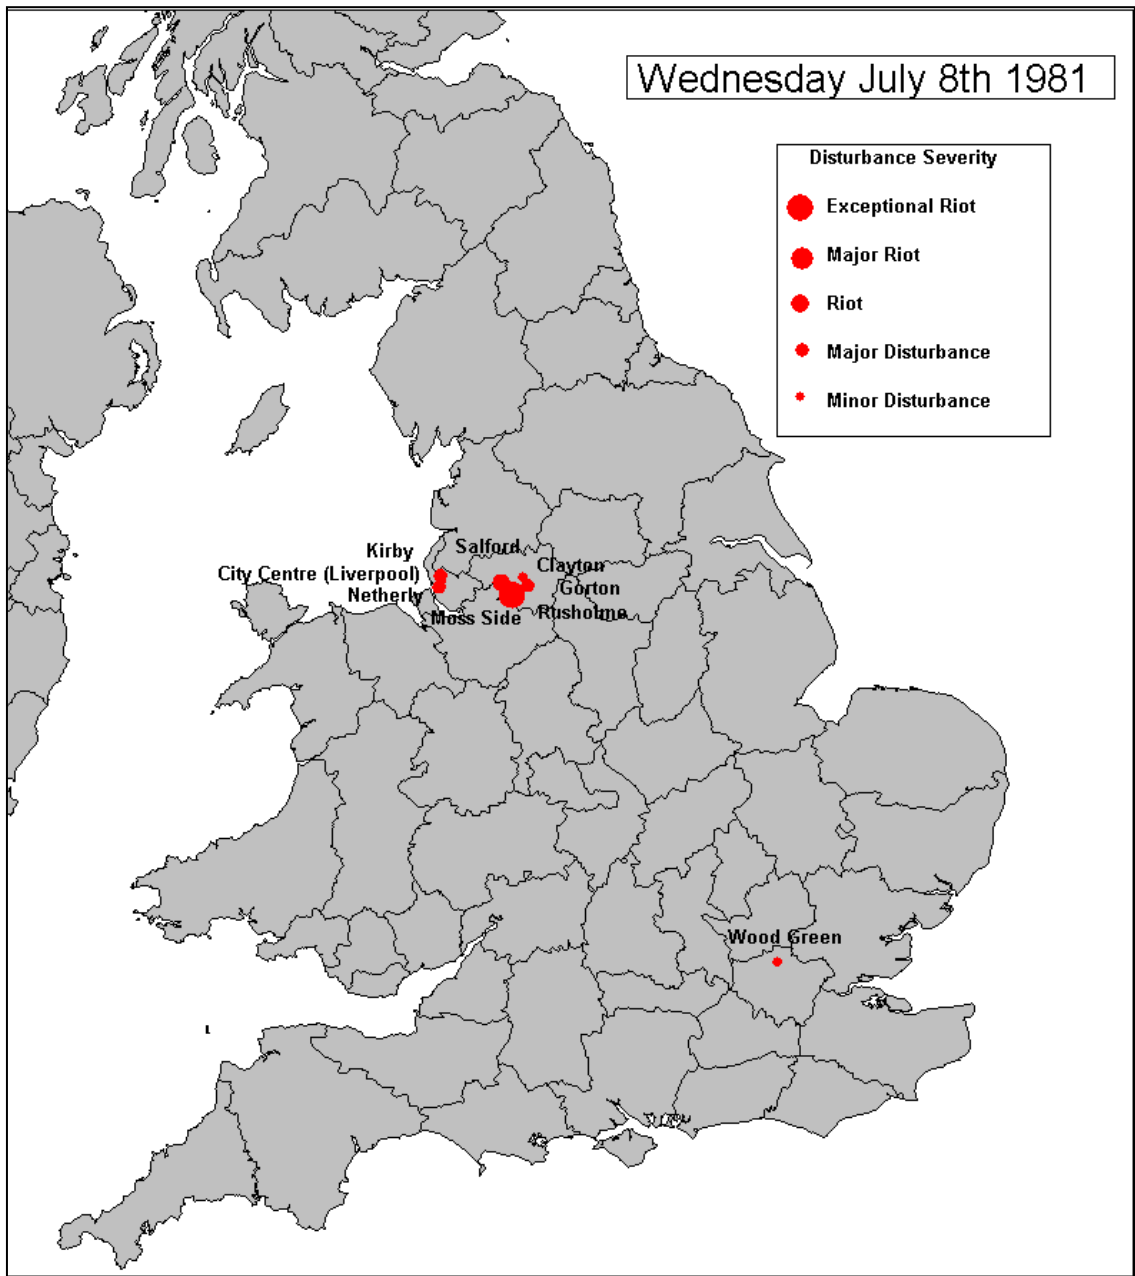 Wednesday July 8th 1981
Disturbance Severity
Exceptional Riot
Major Riot
Riot
Major Disturbance
Minor Disturbance
Kirby
Salford
City Centre (Liverpool)
Clayton
Netherly
Gorton
Moss Side
Rusholme
Wood Green